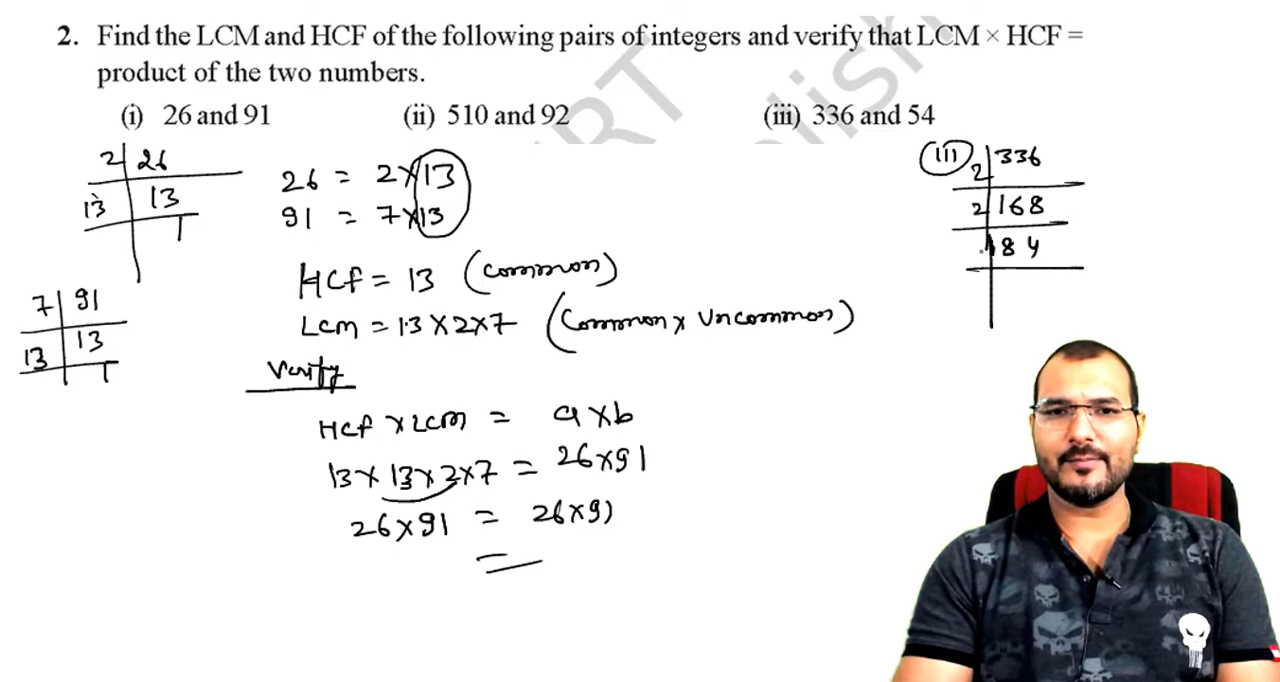 2. Find the LCM and HCF of the following pairs of integers and verify that LCM × HCF =
product of the two numbers.
(i) 26 and 91 (ii) 510 and 92 (iii) 336 and 54
2 26
13 13
1
7 91
13 13
1
26 = 2×13
91 = 7×13
HCF = 13 (Common)
LCM = 13×2×7 (Common × Uncommon)
Verify
HCF × LCM = a×b
13 × 13×2×7 = 26×91
26×91 = 26×91
(iii) 2 336
2 168
84